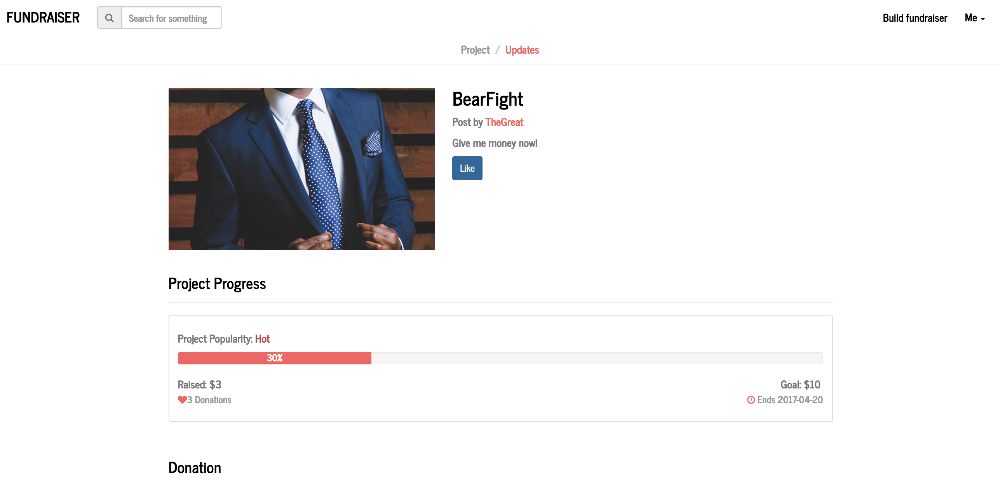 FUNDRAISER
Search for something
Build fundraiser
Me
Project / Updates
BearFight
Post by TheGreat
Give me money now!
Like
Project Progress
Project Popularity: Hot
30%
Raised: $3
Goal: $10
3 Donations
Ends 2017-04-20
Donation